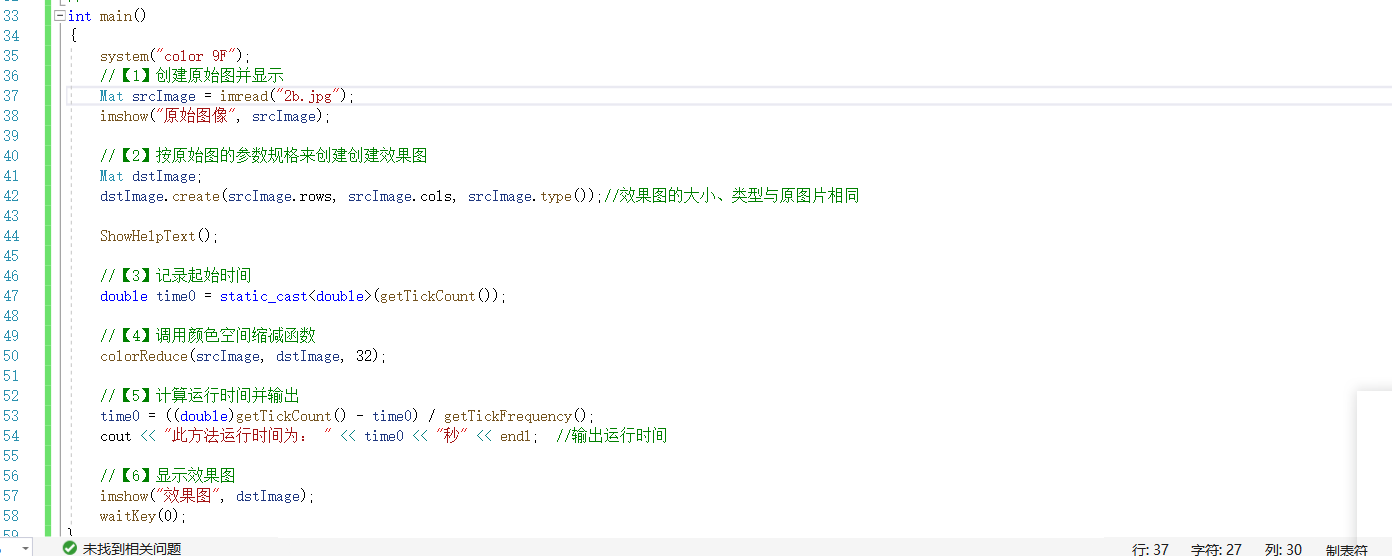 33 int main()
34 {
35 system("color 9F");
36 //【1】创建原始图并显示
37 Mat srcImage = imread("2b.jpg");
38 imshow("原始图像", srcImage);
39
40 //【2】按原始图的参数规格来创建创建效果图
41 Mat dstImage;
42 dstImage.create(srcImage.rows, srcImage.cols, srcImage.type());//效果图的大小、类型与原图片相同
43
44 ShowHelpText();
45
46 //【3】记录起始时间
47 double time0 = static_cast<double>(getTickCount());
48
49 //【4】调用颜色空间缩减函数
50 colorReduce(srcImage, dstImage, 32);
51
52 //【5】计算运行时间并输出
53 time0 = ((double)getTickCount() - time0) / getTickFrequency();
54 cout << "此方法运行时间为： " << time0 << "秒" << endl;  //输出运行时间
55
56 //【6】显示效果图
57 imshow("效果图", dstImage);
58 waitKey(0);
59 }
未找到相关问题 行: 37 字符: 27 列: 30 制表符